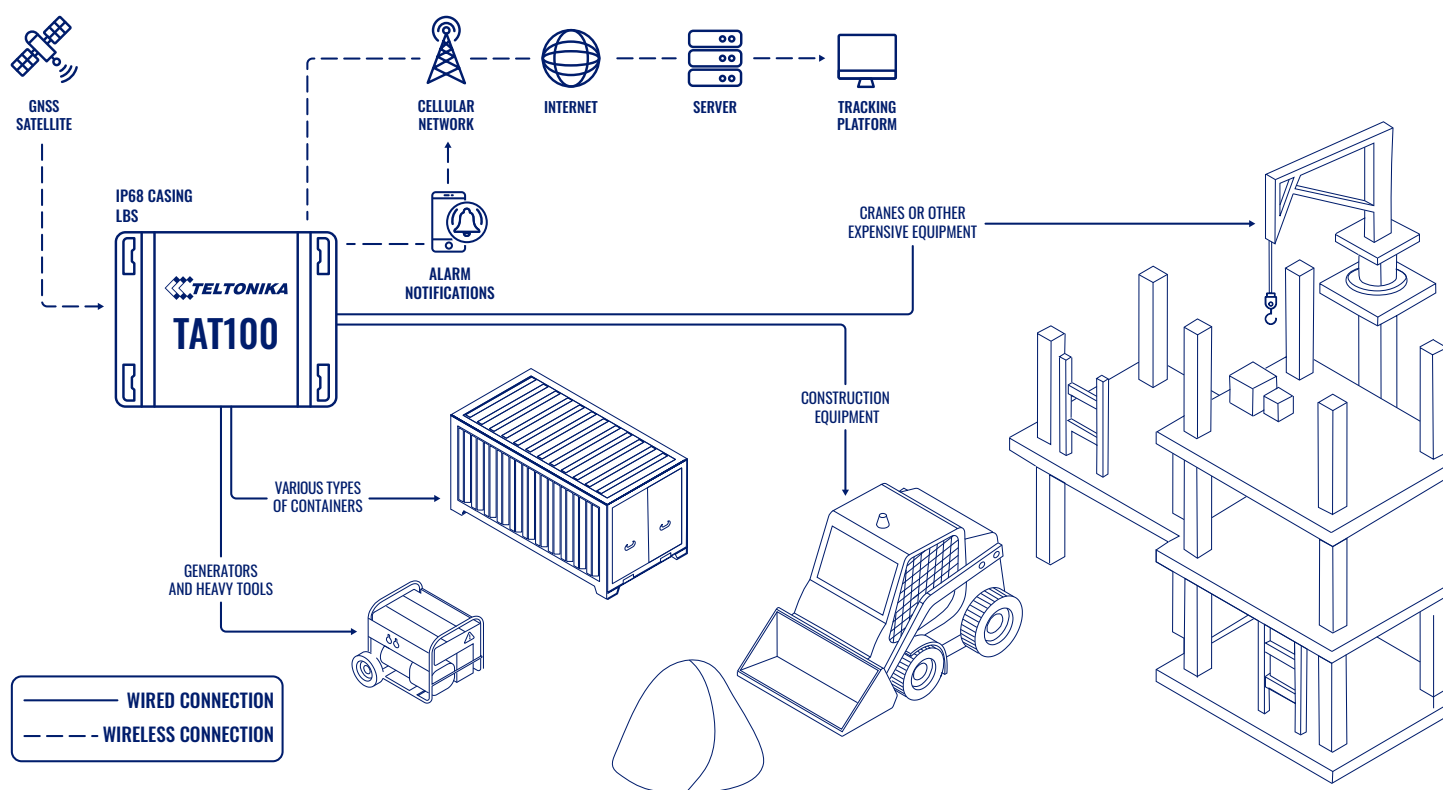 GNSS
SATELLITE
CELLULAR
NETWORK
INTERNET
SERVER
TRACKING
PLATFORM
IP68 CASING
LBS
TELTONIKA
TAT100
ALARM
NOTIFICATIONS
CRANES OR OTHER
EXPENSIVE EQUIPMENT
CONSTRUCTION
EQUIPMENT
VARIOUS TYPES
OF CONTAINERS
GENERATORS
AND HEAVY TOOLS
WIRED CONNECTION
WIRELESS CONNECTION